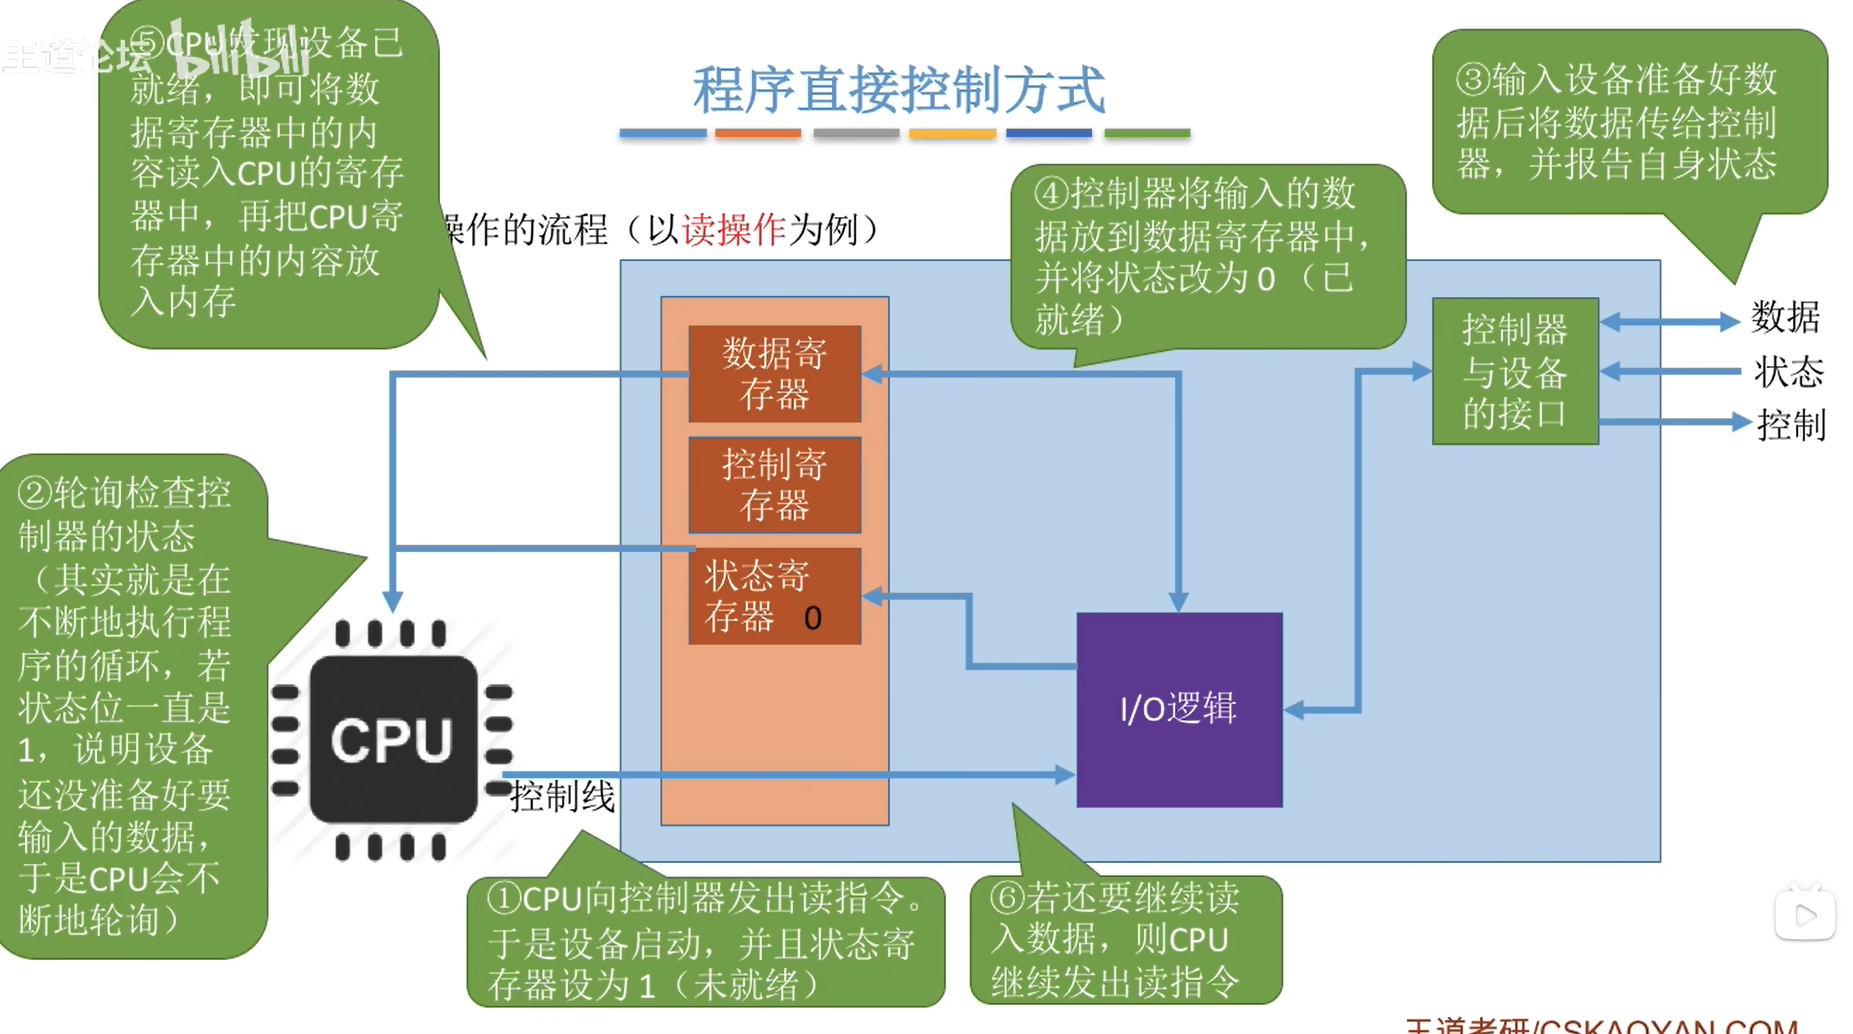 程序直接控制方式
王道论坛 bilibili
⑤CPU发现设备已
就绪，即可将数
据寄存器中的内
容读入CPU的寄存
器中，再把CPU寄
存器中的内容放
入内存
操作的流程（以读操作为例）
④控制器将输入的数
据放到数据寄存器中，
并将状态改为 0 （已
就绪）
③输入设备准备好数
据后将数据传给控制
器，并报告自身状态
数据寄
存器
控制寄
存器
状态寄
存器 0
控制器
与设备
的接口
数据
状态
控制
②轮询检查控
制器的状态
（其实就是在
不断地执行程
序的循环，若
状态位一直是
1，说明设备
还没准备好要
输入的数据，
于是CPU会不
断地轮询）
CPU
I/O逻辑
控制线
①CPU向控制器发出读指令。
于是设备启动，并且状态寄
存器设为 1（未就绪）
⑥若还要继续读
入数据，则CPU
继续发出读指令
王道考研/CSKAOYAN.COM